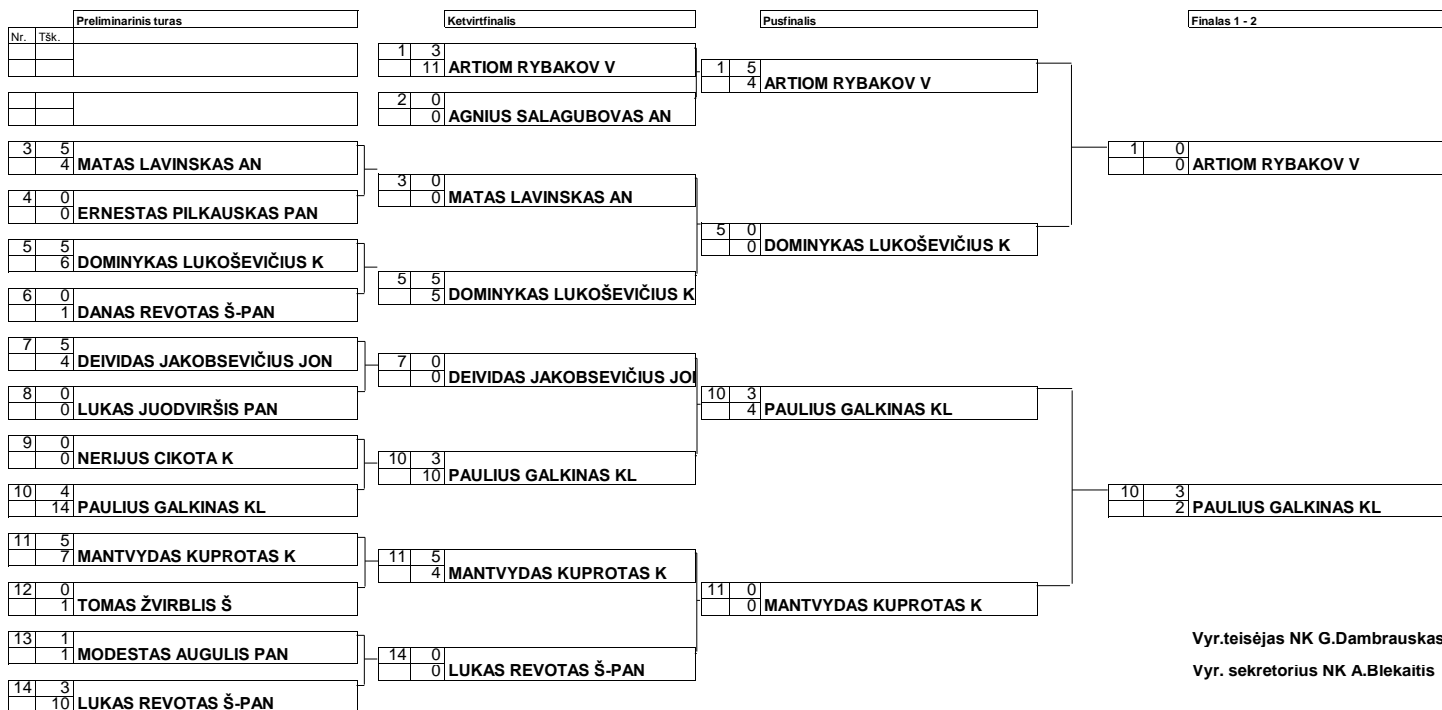 Preliminarinis turas
Nr. Tšk.
3 5
4 MATAS LAVINSKAS AN
4 0
0 ERNESTAS PILKAUSKAS PAN
5 5
6 DOMINYKAS LUKOŠEVIČIUS K
6 0
1 DANAS REVOTAS Š-PAN
7 5
4 DEIVIDAS JAKOBSEVIČIUS JON
8 0
0 LUKAS JUODVIRŠIS PAN
9 0
0 NERIJUS CIKOTA K
10 4
14 PAULIUS GALKINAS KL
11 5
7 MANTVYDAS KUPROTAS K
12 0
1 TOMAS ŽVIRBLIS Š
13 1
1 MODESTAS AUGULIS PAN
14 3
10 LUKAS REVOTAS Š-PAN
Ketvirtfinalis
1 3
11 ARTIOM RYBAKOV V
2 0
0 AGNIUS SALAGUBOVAS AN
3 0
0 MATAS LAVINSKAS AN
5 5
5 DOMINYKAS LUKOŠEVIČIUS K
7 0
0 DEIVIDAS JAKOBSEVIČIUS JO
10 3
10 PAULIUS GALKINAS KL
11 5
4 MANTVYDAS KUPROTAS K
14 0
0 LUKAS REVOTAS Š-PAN
Pusfinalis
1 5
4 ARTIOM RYBAKOV V
5 0
0 DOMINYKAS LUKOŠEVIČIUS K
10 3
4 PAULIUS GALKINAS KL
11 0
0 MANTVYDAS KUPROTAS K
Finalas 1 - 2
1 0
0 ARTIOM RYBAKOV V
10 3
2 PAULIUS GALKINAS KL
Vyr.teisėjas NK G.Dambrauskas
Vyr. sekretorius NK A.Blekaitis